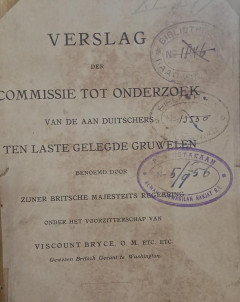 VERSLAG
DER
COMMISSIE TOT ONDERZOEK
VAN DE AAN DUITSCHERS
TEN LASTE GELEGDE GRUWELEN
BENOEMD DOOR
ZIJNER BRITSCHE MAJESTEITS REGEERING
ONDER HET VOORZITTERSCHAP VAN
VISCOUNT BRYCE, O. M. ETC. ETC.
Gewezen Britsch Gezant te Washington.